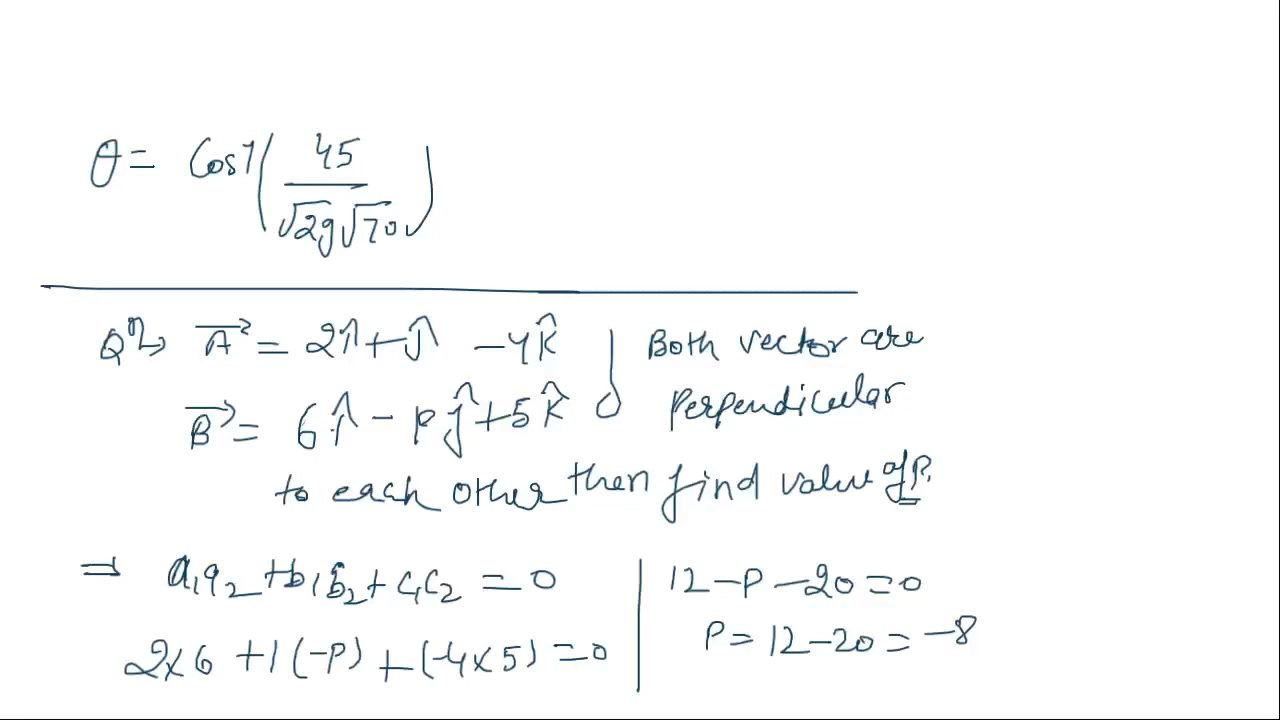 θ = Cos⁻¹(45/√29√70)
Qⁿ↳ A⃗ = 2î + ĵ - 4k̂ Both vector are
B⃗ = 6î - pĵ + 5k̂ perpendicular
to each other then find value of P.
⇒ a₁a₂ + b₁b₂ + c₁c₂ = 0
2×6 + 1(-P) + (-4×5) = 0
12 - P - 20 = 0
P = 12 - 20 = -8